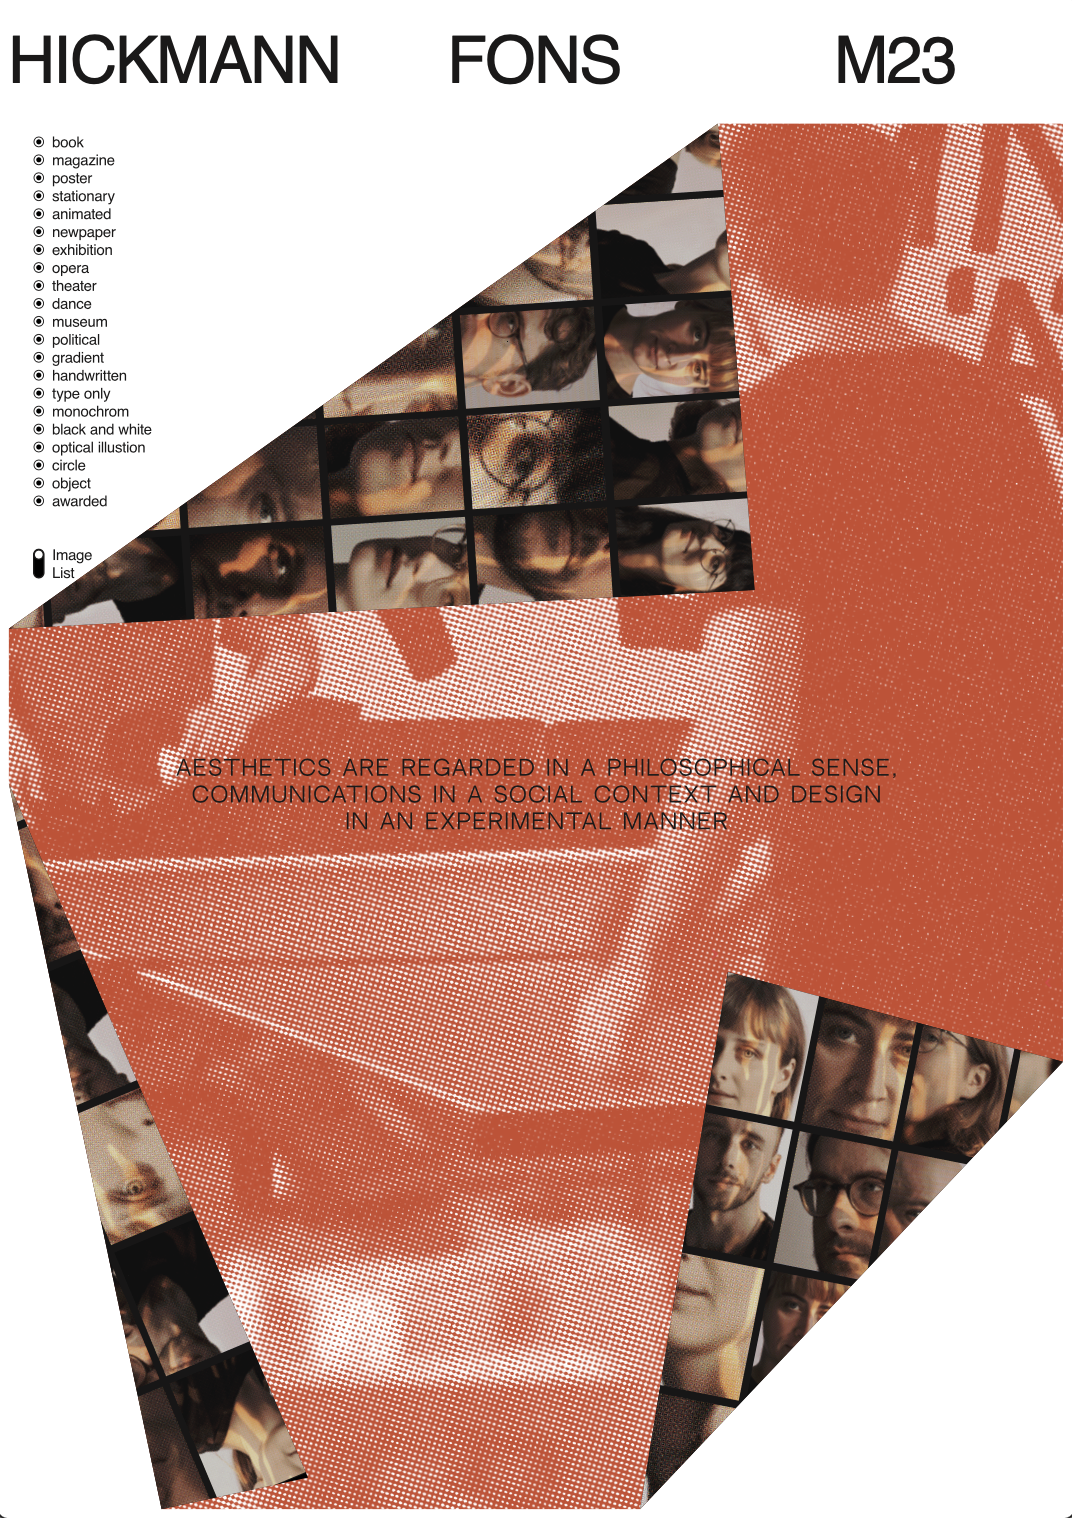 HICKMANN FONS M23
book
magazine
poster
stationary
animated
newpaper
exhibition
opera
theater
dance
museum
political
gradient
handwritten
type only
monochrom
black and white
optical illustion
circle
object
awarded
Image
List
AESTHETICS ARE REGARDED IN A PHILOSOPHICAL SENSE,
COMMUNICATIONS IN A SOCIAL CONTEXT AND DESIGN
IN AN EXPERIMENTAL MANNER